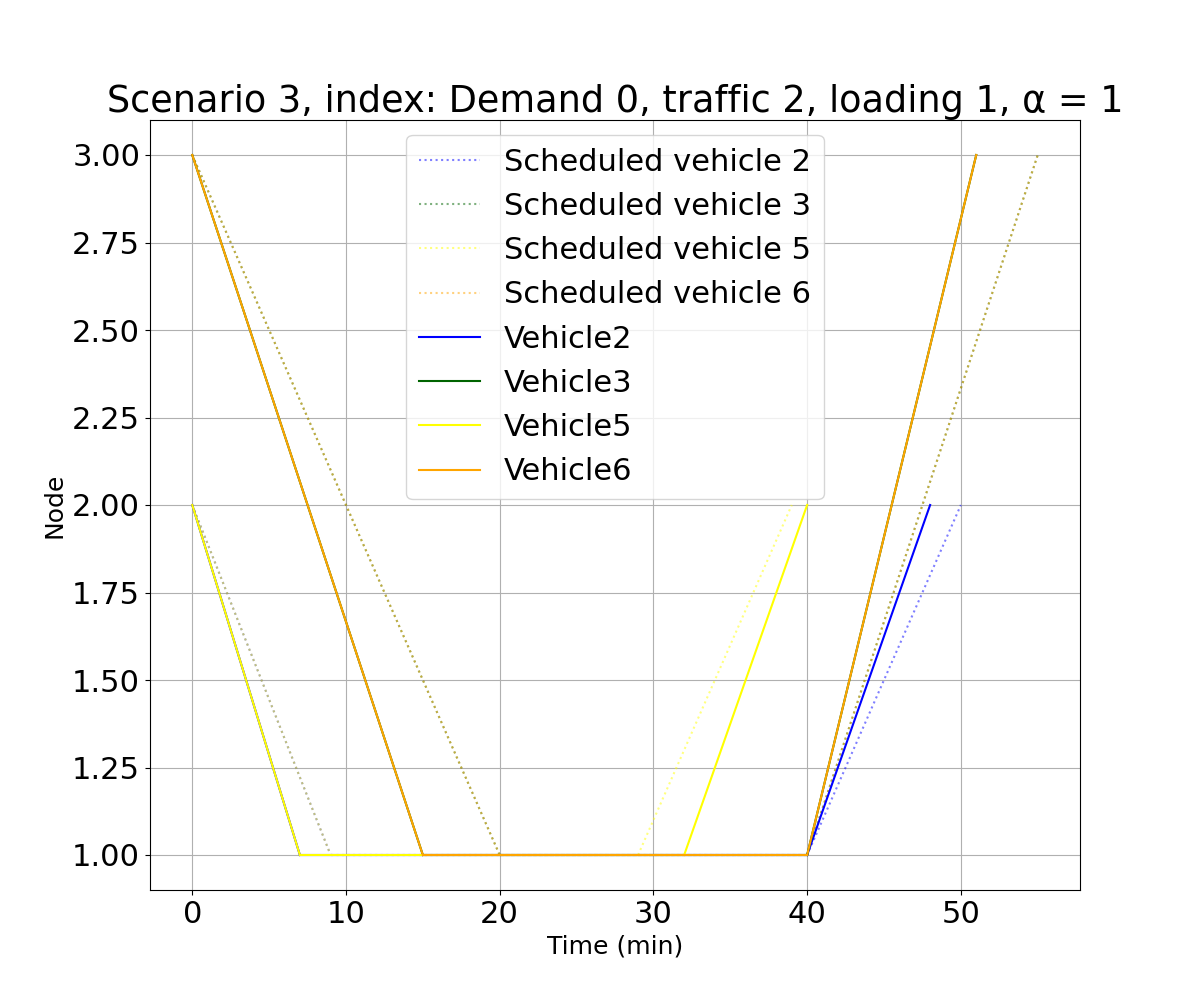 Scenario 3, index: Demand 0, traffic 2, loading 1, α = 1
Scheduled vehicle 2
Scheduled vehicle 3
Scheduled vehicle 5
Scheduled vehicle 6
Vehicle2
Vehicle3
Vehicle5
Vehicle6
Node
3.00
2.75
2.50
2.25
2.00
1.75
1.50
1.25
1.00
0 10 20 30 40 50
Time (min)